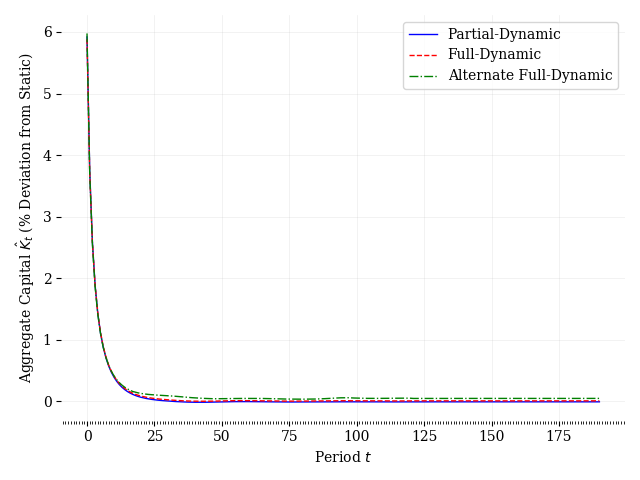 Partial-Dynamic
Full-Dynamic
Alternate Full-Dynamic
Aggregate Capital K̂_t (% Deviation from Static)
6
5
4
3
2
1
0
0 25 50 75 100 125 150 175
Period t